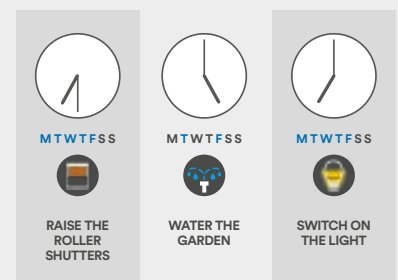 MTWTFSS
RAISE THE
ROLLER
SHUTTERS
MTWTFSS
WATER THE
GARDEN
MTWTFSS
SWITCH ON
THE LIGHT